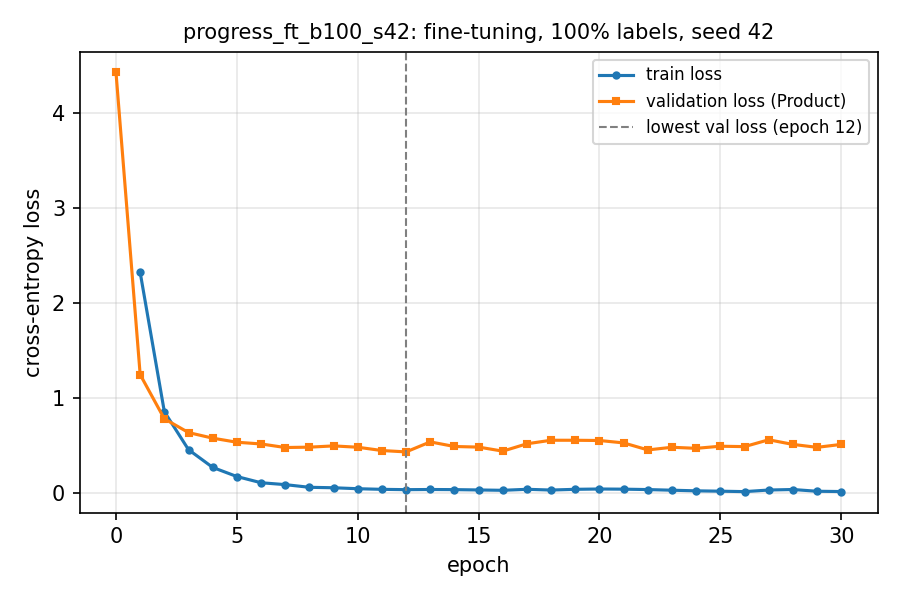 progress_ft_b100_s42: fine-tuning, 100% labels, seed 42
train loss
validation loss (Product)
lowest val loss (epoch 12)
cross-entropy loss
4
3
2
1
0
0 5 10 15 20 25 30
epoch